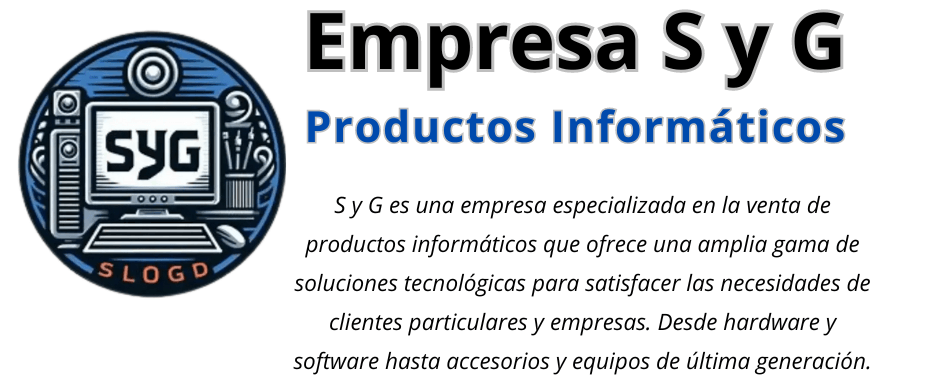 Empresa S y G
Productos Informáticos
SYG
SLOGD
S y G es una empresa especializada en la venta de
productos informáticos que ofrece una amplia gama de
soluciones tecnológicas para satisfacer las necesidades de
clientes particulares y empresas. Desde hardware y
software hasta accesorios y equipos de última generación.